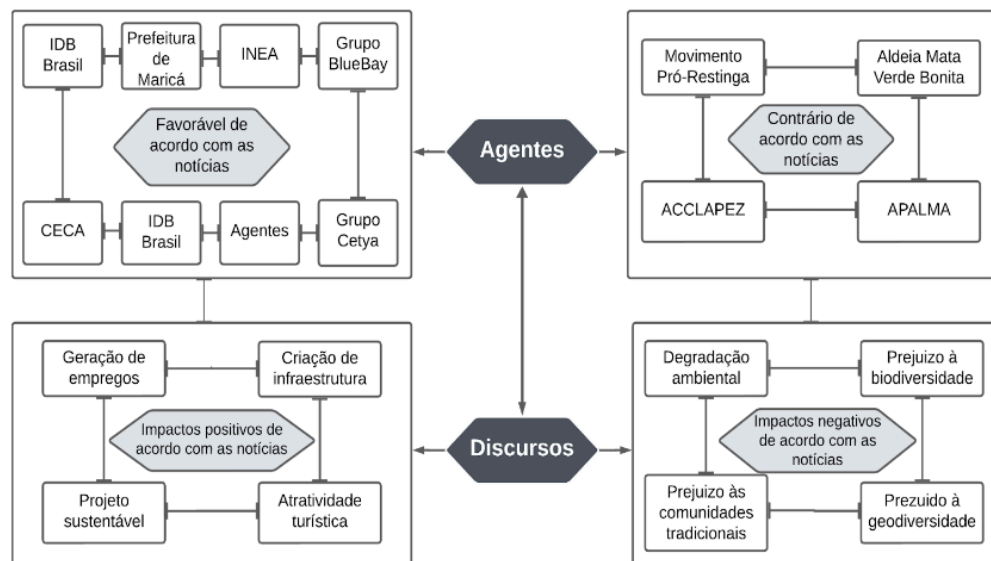 IDB
Brasil
Prefeitura
de
Maricá
INEA
Grupo
BlueBay
Favorável de
acordo com as
notícias
CECA
IDB
Brasil
Agentes
Grupo
Cetya
Agentes
Movimento
Pró-Restinga
Aldeia Mata
Verde Bonita
Contrário de
acordo com as
notícias
ACCLAPEZ
APALMA
Geração de
empregos
Criação de
infraestrutura
Impactos positivos de
acordo com as notícias
Projeto
sustentável
Atratividade
turística
Discursos
Degradação
ambiental
Prejuizo à
biodiversidade
Impactos negativos
de acordo com as
notícias
Prejuizo às
comunidades
tradicionais
Prezuido à
geodiversidade